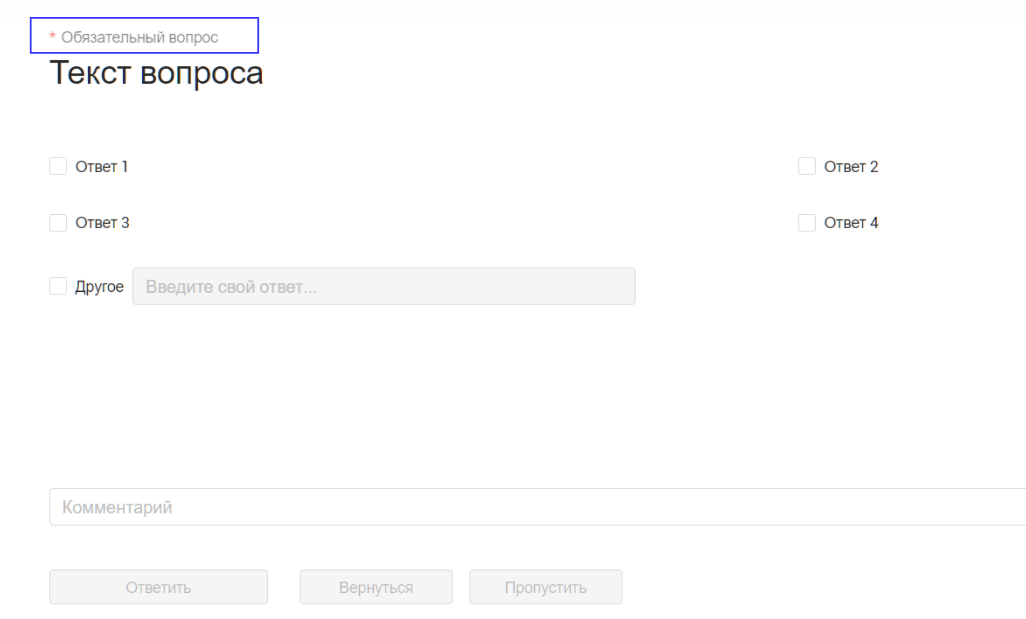 * Обязательный вопрос
Текст вопроса
Ответ 1
Ответ 2
Ответ 3
Ответ 4
Другое Введите свой ответ...
Комментарий
Ответить Вернуться Пропустить